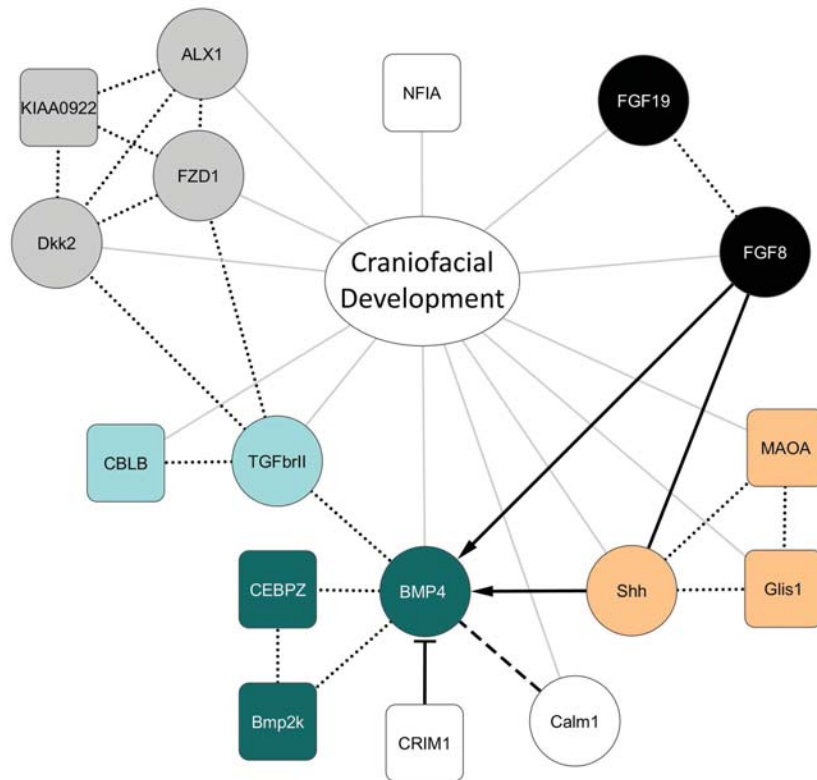 ALX1
NFIA
FGF19
KIAA0922
FZD1
Dkk2
FGF8
Craniofacial
Development
CBLB
TGFbrII
MAOA
CEBPZ
BMP4
Shh
Glis1
Bmp2k
CRIM1
Calm1